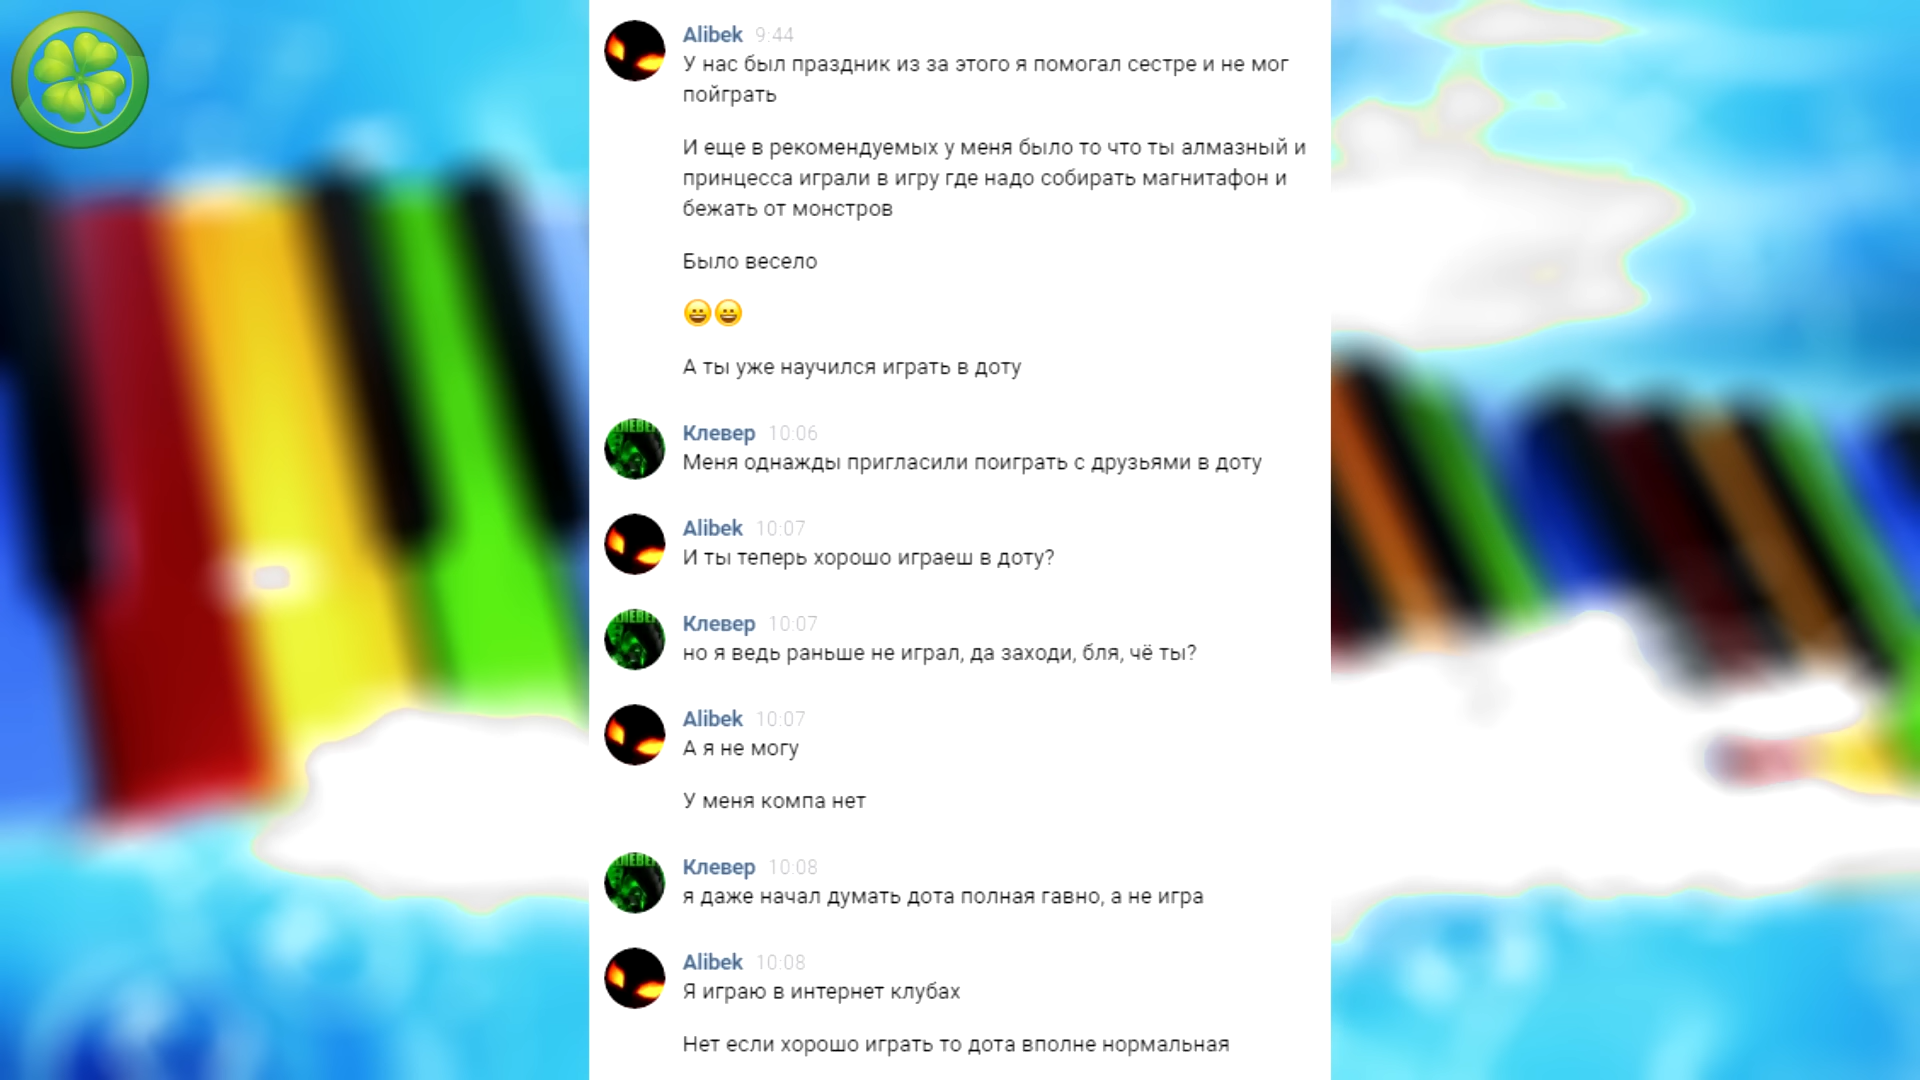 Alibek 9:44
У нас был праздник из за этого я помогал сестре и не мог
пойграть
И еще в рекомендуемых у меня было то что ты алмазный и
принцесса играли в игру где надо собирать магнитафон и
бежать от монстров
Было весело
😀😀
А ты уже научился играть в доту
Клевер 10:06
Меня однажды пригласили поиграть с друзьями в доту
Alibek 10:07
И ты теперь хорошо играеш в доту?
Клевер 10:07
но я ведь раньше не играл, да заходи, бля, чё ты?
Alibek 10:07
А я не могу
У меня компа нет
Клевер 10:08
я даже начал думать дота полная гавно, а не игра
Alibek 10:08
Я играю в интернет клубах
Нет если хорошо играть то дота вполне нормальная